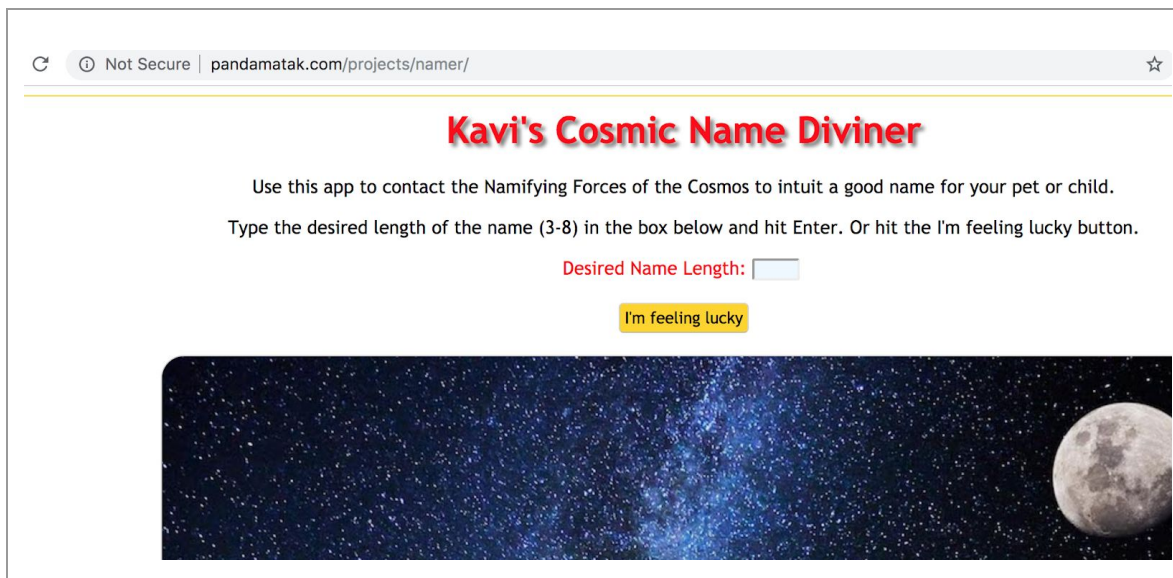 Not Secure | pandamatak.com/projects/namer/
Kavi's Cosmic Name Diviner
Use this app to contact the Namifying Forces of the Cosmos to intuit a good name for your pet or child.
Type the desired length of the name (3-8) in the box below and hit Enter. Or hit the I'm feeling lucky button.
Desired Name Length:
I'm feeling lucky